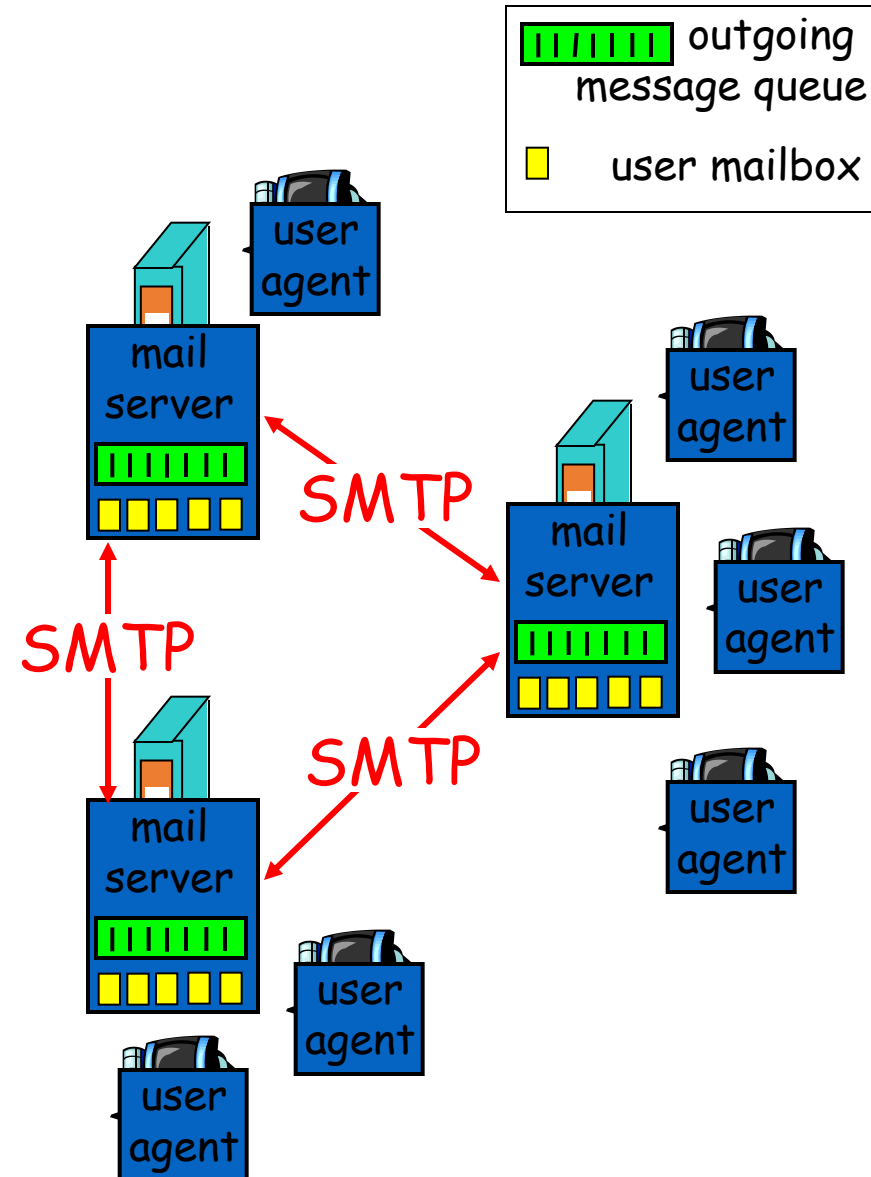 outgoing
message queue
user mailbox
user
agent
mail
server
user
agent
SMTP
mail
server
user
agent
SMTP
SMTP
user
agent
mail
server
user
agent
user
agent